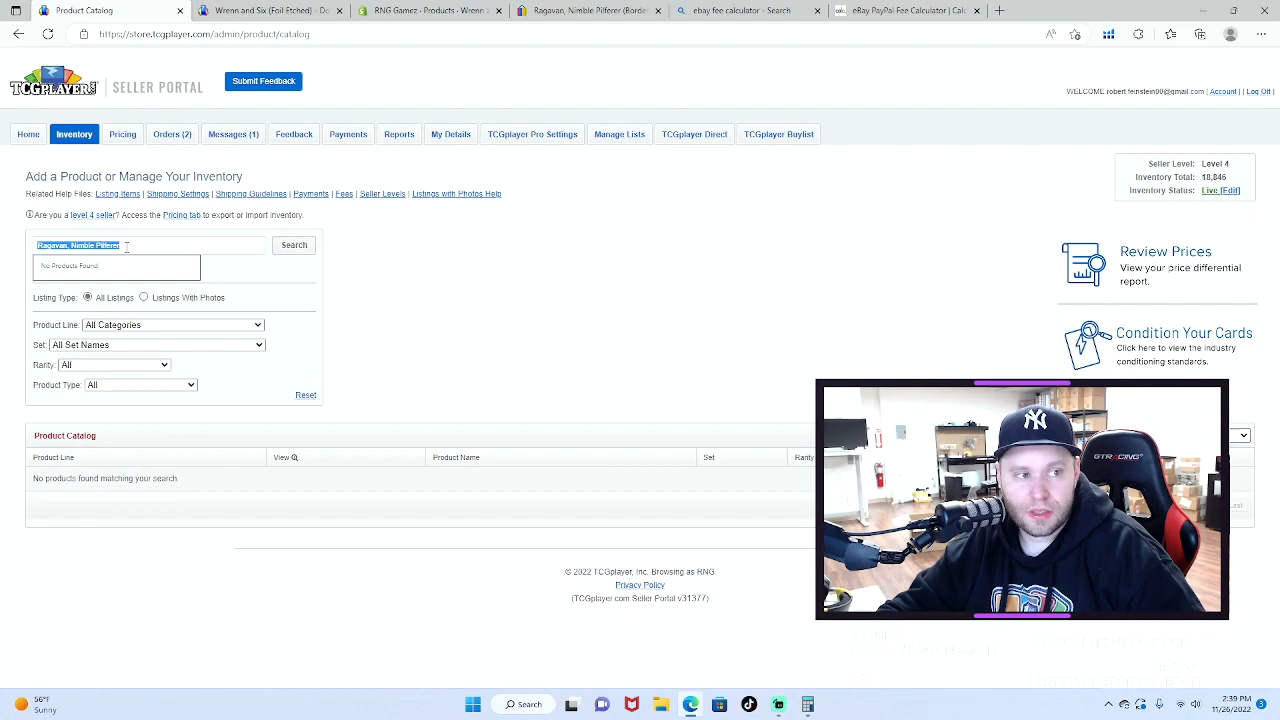 Product Catalog
Wrenn and Six (Foil Etched) - Do
RNG Gamez - Products - Wrenn
Ragavan, Nimble Pilferer (Border
ebay fee calculator - Search
eBay PayPal Fee Calculator | Calc
https://store.tcgplayer.com/admin/product/catalog
TCGPLAYER
SELLER PORTAL
Submit Feedback
WELCOME robert.feinstein00@gmail.com | Account | | Log Off |
Home
Inventory
Pricing
Orders (2)
Messages (1)
Feedback
Payments
Reports
My Details
TCGplayer Pro Settings
Manage Lists
TCGplayer Direct
TCGplayer Buylist
Add a Product or Manage Your Inventory
Related Help Files: Listing Items | Shipping Settings | Shipping Guidelines | Payments | Fees | Seller Levels | Listings with Photos Help
Are you a level 4 seller? Access the Pricing tab to export or import inventory.
Seller Level: Level 4
Inventory Total: 18,846
Inventory Status: Live [Edit]
Ragavan, Nimble Pilferer
Search
No Products Found
Listing Type: All Listings Listings With Photos
Product Line: All Categories
Set: All Set Names
Rarity: All
Product Type: All
Reset
Review Prices
View your price differential
report.
Condition Your Cards
Click here to view the industry
conditioning standards.
Product Catalog
Product Line
View
Product Name
Set
Rarity
No products found matching your search.
Last
© 2022 TCGplayer, Inc. Browsing as RNG
Privacy Policy
(TCGplayer.com Seller Portal v31377)
NY
GTRACING
56°F
Sunny
Search
2:39 PM
11/26/2022
3